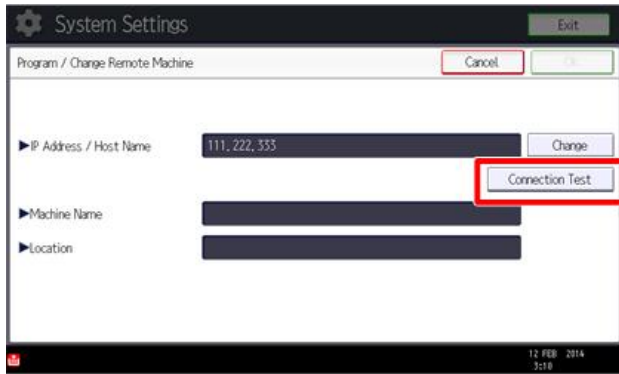 System Settings
Exit
Program / Change Remote Machine
Cancel
OK
▶IP Address / Host Name
111, 222, 333
Change
Connection Test
▶Machine Name
▶Location
12 FEB 2014
3:10